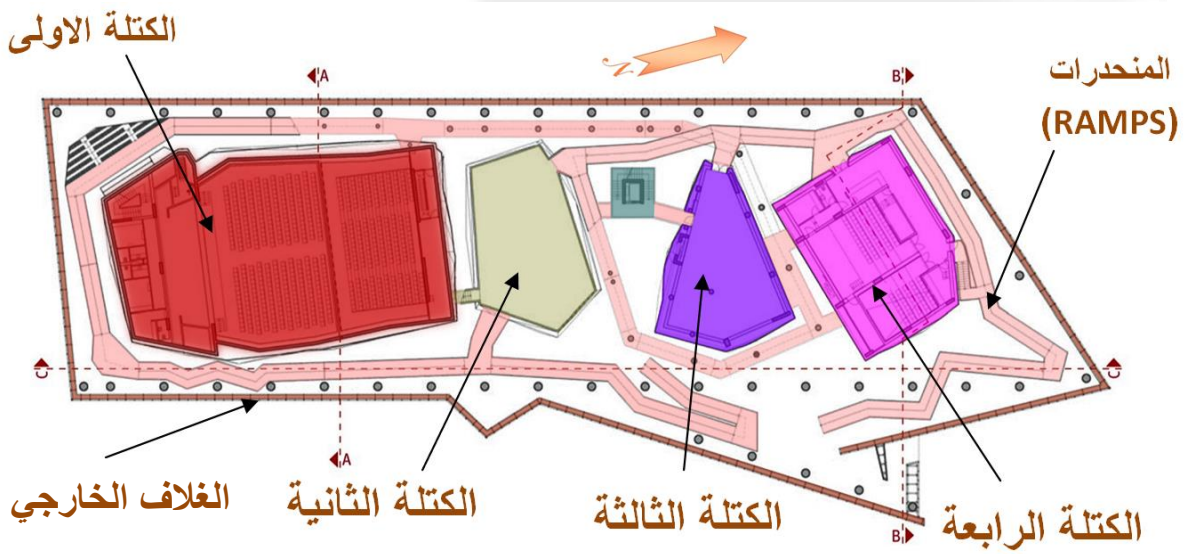 الكتلة الاولى
المنحدرات
(RAMPS)
A
B
N
C
C
A
B
الغلاف الخارجي
الكتلة الثانية
الكتلة الثالثة
الكتلة الرابعة